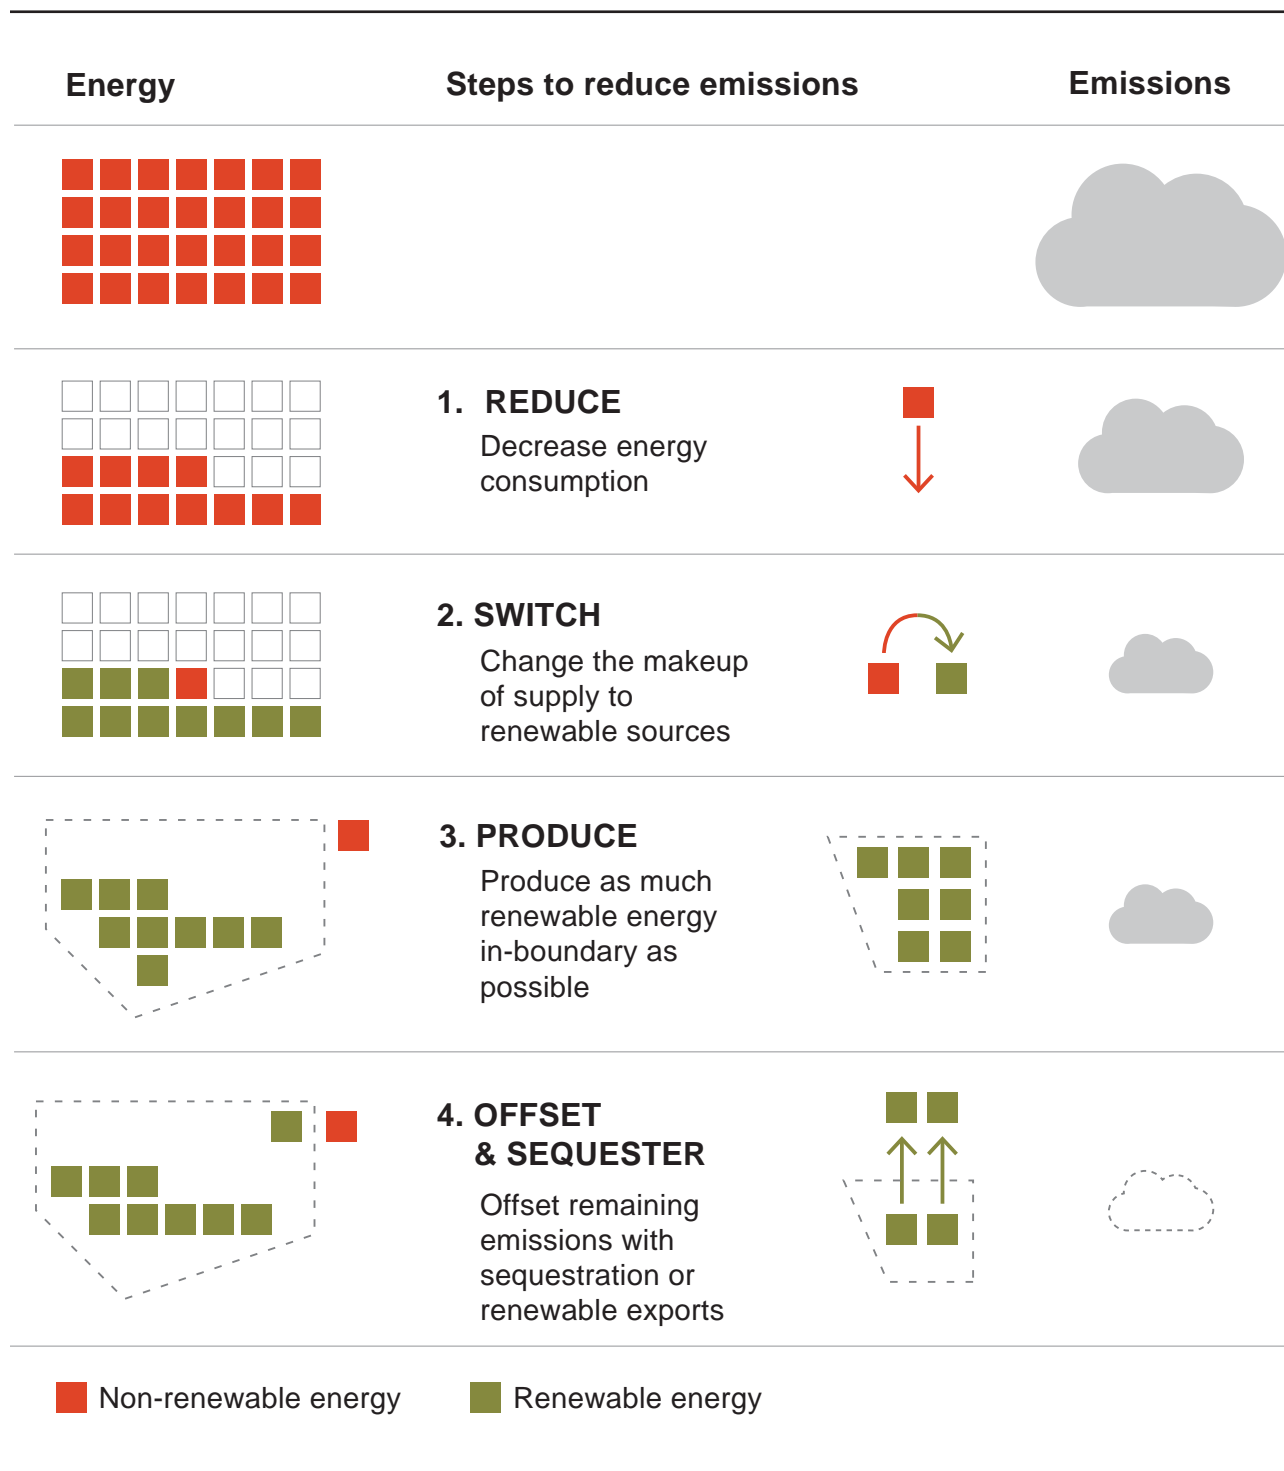 Energy
Steps to reduce emissions
Emissions
1. REDUCE
Decrease energy
consumption
2. SWITCH
Change the makeup
of supply to
renewable sources
3. PRODUCE
Produce as much
renewable energy
in-boundary as
possible
4. OFFSET
& SEQUESTER
Offset remaining
emissions with
sequestration or
renewable exports
Non-renewable energy
Renewable energy